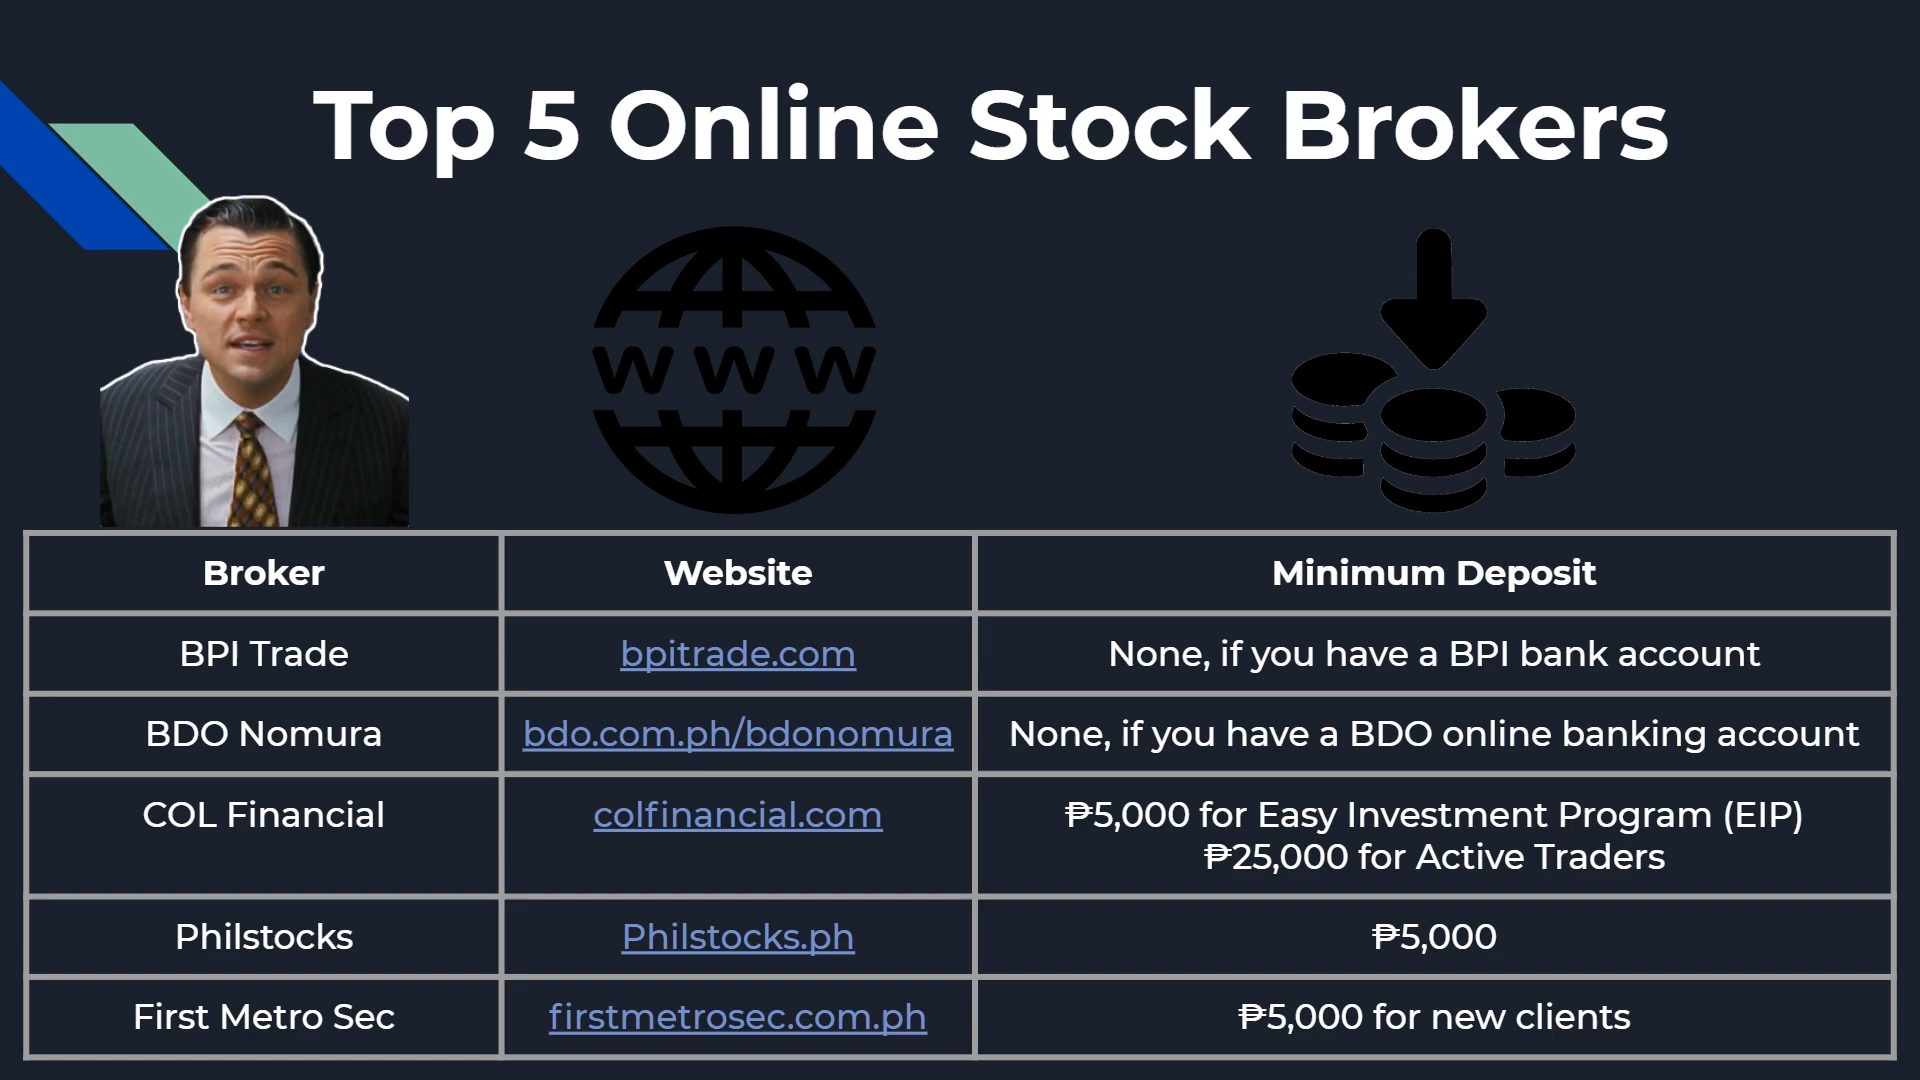 Top 5 Online Stock Brokers
www
Broker
Website
Minimum Deposit
BPI Trade
bpitrade.com
None, if you have a BPI bank account
BDO Nomura
bdo.com.ph/bdonomura
None, if you have a BDO online banking account
COL Financial
colfinancial.com
₱5,000 for Easy Investment Program (EIP)
₱25,000 for Active Traders
Philstocks
Philstocks.ph
₱5,000
First Metro Sec
firstmetrosec.com.ph
₱5,000 for new clients